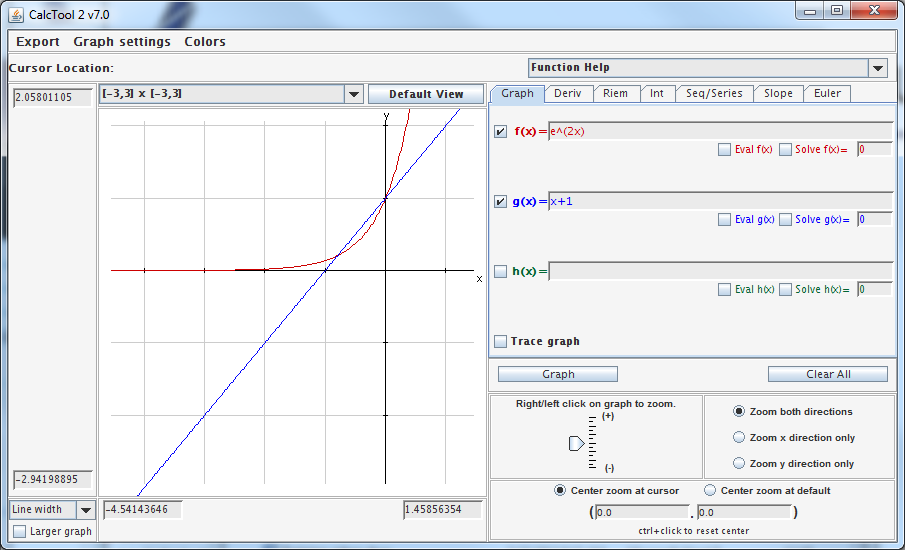 CalcTool 2 v7.0
Export Graph settings Colors
Cursor Location:
Function Help
2.05801105
[-3,3] x [-3,3]
Default View
Graph Deriv Riem Int Seq/Series Slope Euler
Y
X
f(x)= e^(2x)
Eval f(x) Solve f(x)= 0
g(x)= x+1
Eval g(x) Solve g(x)= 0
h(x)=
Eval h(x) Solve h(x)= 0
Trace graph
Graph Clear All
Right/left click on graph to zoom.
(+)
(-)
Zoom both directions
Zoom x direction only
Zoom y direction only
-2.94198895
Line width
Larger graph
-4.54143646
1.45856354
Center zoom at cursor Center zoom at default
( 0.0 , 0.0 )
ctrl+click to reset center